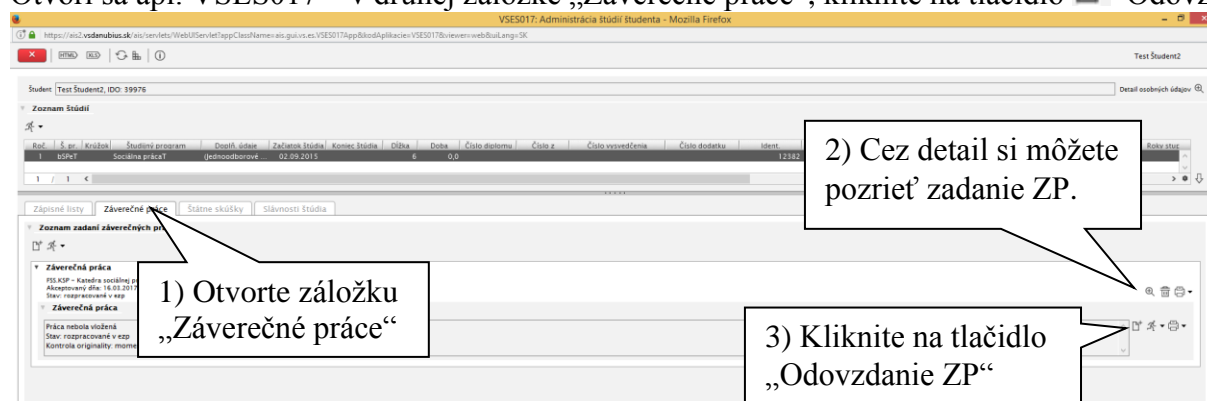 Otvorí sa apl. VSES017 – v druhej záložke „Záverečné práce“, kliknite na tlačidlo „Odovz
VSES017: Administrácia štúdií študenta - Mozilla Firefox
https://ais2.vsdanubius.sk/ais/servlets/WebUIServlet?appClassName=ais.gui.vs.es.VSES017App&kodAplikacie=VSES017&viewer=web&uiLang=SK
HTML XLS Test Študent2
Študent Test Študent2, IDO: 39976 Detail osobných údajov
Zoznam štúdií
Roč. Š. pr. Krúžok Študijný program Doplň. údaje Začiatok štúdia Koniec štúdia Dĺžka Doba Číslo diplomu Číslo z Číslo vysvedčenia Číslo dodatku Ident. Roky štúd
1 bSPeT Sociálna prácaT (Jednoodborové ... 02.09.2015 6 0,0 12382
1 / 1
2) Cez detail si môžete
pozrieť zadanie ZP.
Zápisné listy Záverečné práce Štátne skúšky Slávnosti štúdia
Zoznam zadaní záverečných
Záverečná práca
FSS.KSP – Katedra sociálnej
Akceptovaný dňa: 16.03.2017
Stav: rozpracované v ezp
Záverečná práca
Práca nebola vložená
Stav: rozpracované v ezp
Kontrola originality:
1) Otvorte záložku
„Záverečné práce“
3) Kliknite na tlačidlo
„Odovzdanie ZP“